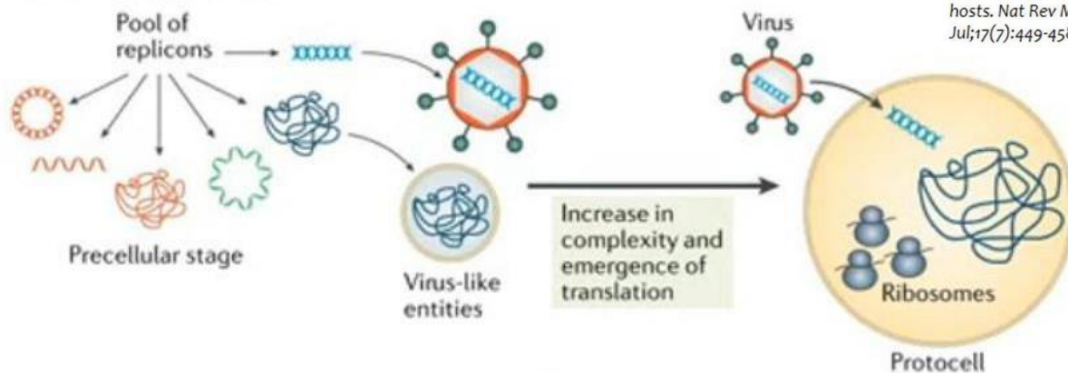 Pool of
replicons
Virus
hosts. Nat Rev M
Jul;17(7):449-458
Precellular stage
Virus-like
entities
Increase in
complexity and
emergence of
translation
Ribosomes
Protocell